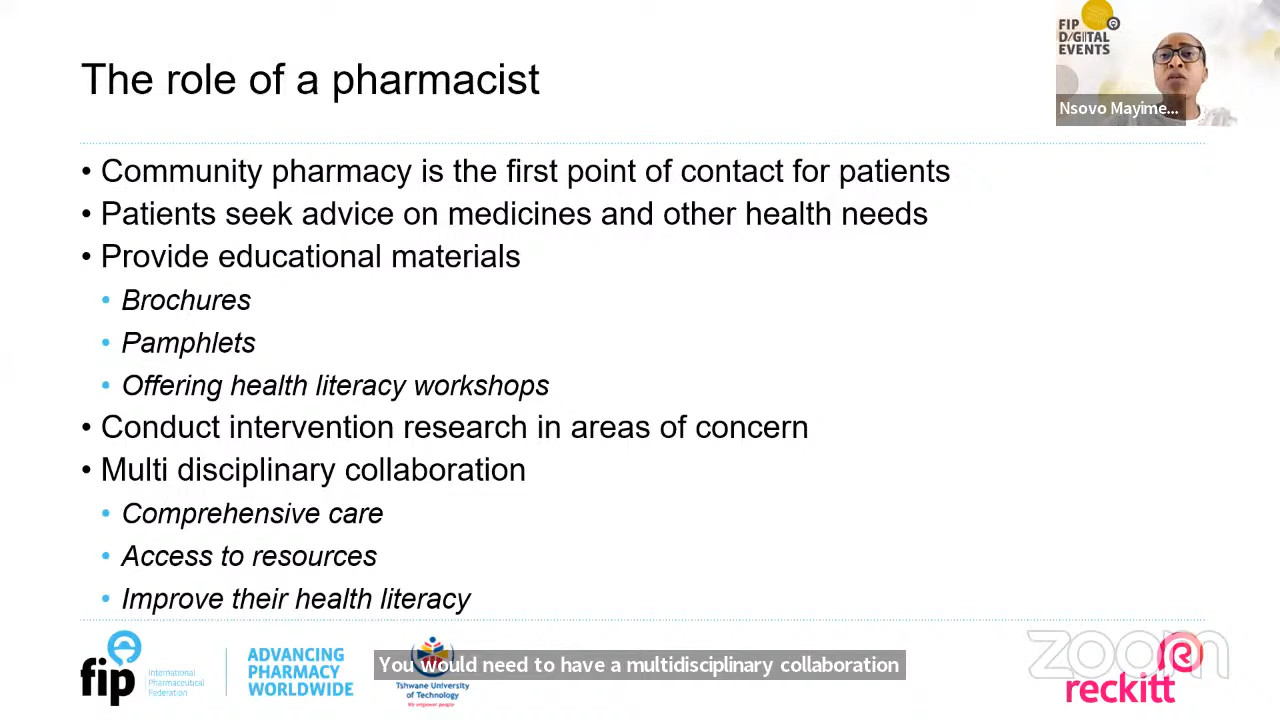 The role of a pharmacist
FIP
DIGITAL
EVENTS
Nsovo Mayime...
• Community pharmacy is the first point of contact for patients
• Patients seek advice on medicines and other health needs
• Provide educational materials
• Brochures
• Pamphlets
• Offering health literacy workshops
• Conduct intervention research in areas of concern
• Multi disciplinary collaboration
• Comprehensive care
• Access to resources
• Improve their health literacy
fip
International
Pharmaceutical
Federation
ADVANCING
PHARMACY
WORLDWIDE
You would need to have a multidisciplinary collaboration
Tshwane University
of Technology
We empower people
zoom
reckitt